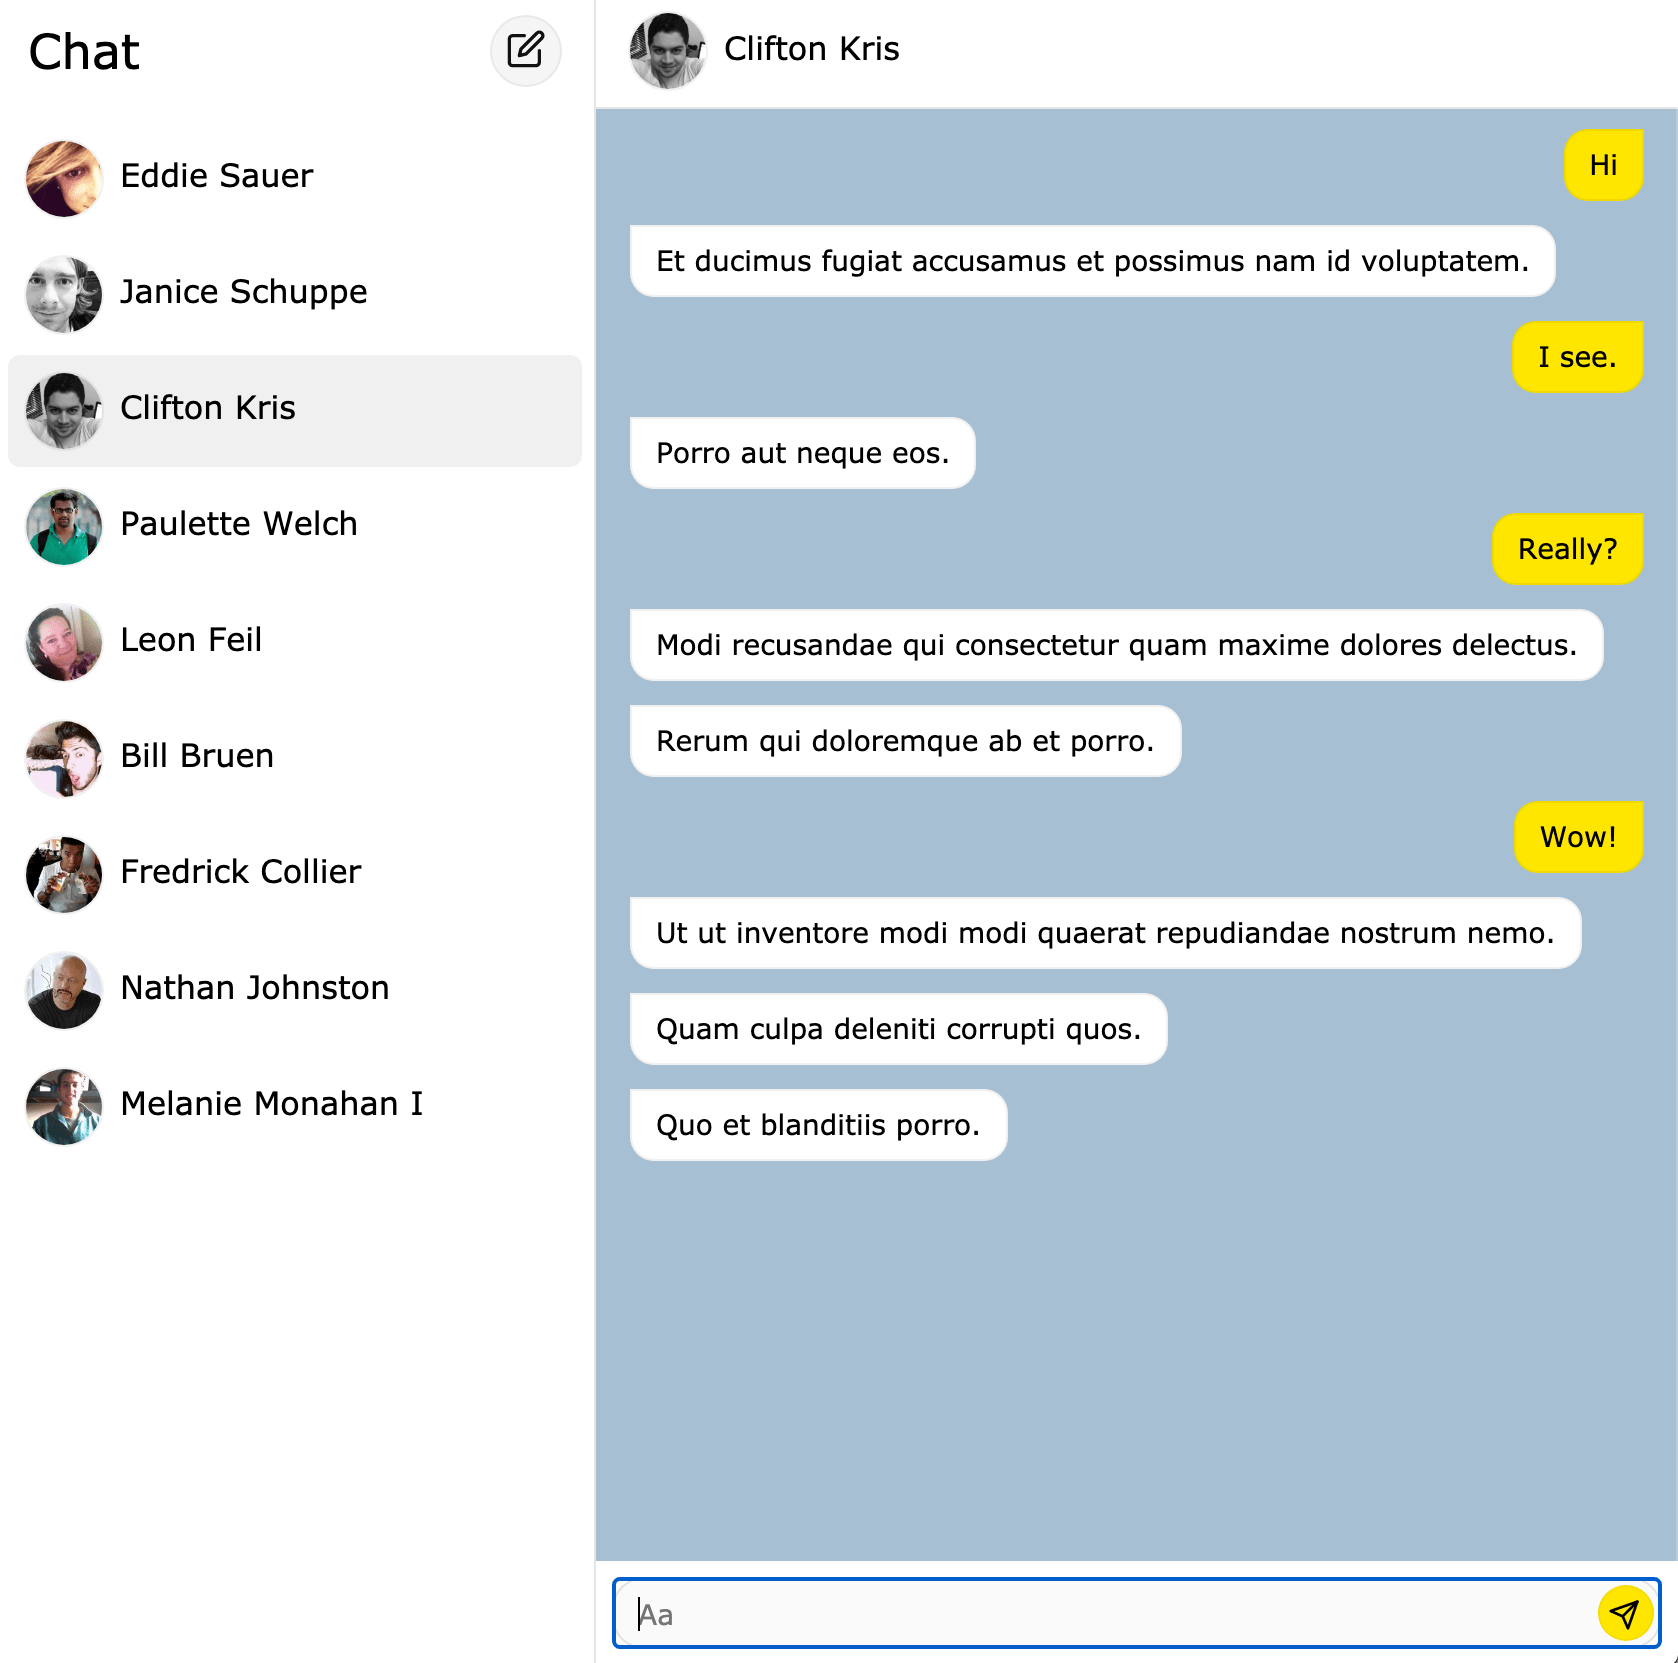 Chat
Eddie Sauer
Janice Schuppe
Clifton Kris
Paulette Welch
Leon Feil
Bill Bruen
Fredrick Collier
Nathan Johnston
Melanie Monahan I
Clifton Kris
Hi
Et ducimus fugiat accusamus et possimus nam id voluptatem.
I see.
Porro aut neque eos.
Really?
Modi recusandae qui consectetur quam maxime dolores delectus.
Rerum qui doloremque ab et porro.
Wow!
Ut ut inventore modi modi quaerat repudiandae nostrum nemo.
Quam culpa deleniti corrupti quos.
Quo et blanditiis porro.
Aa